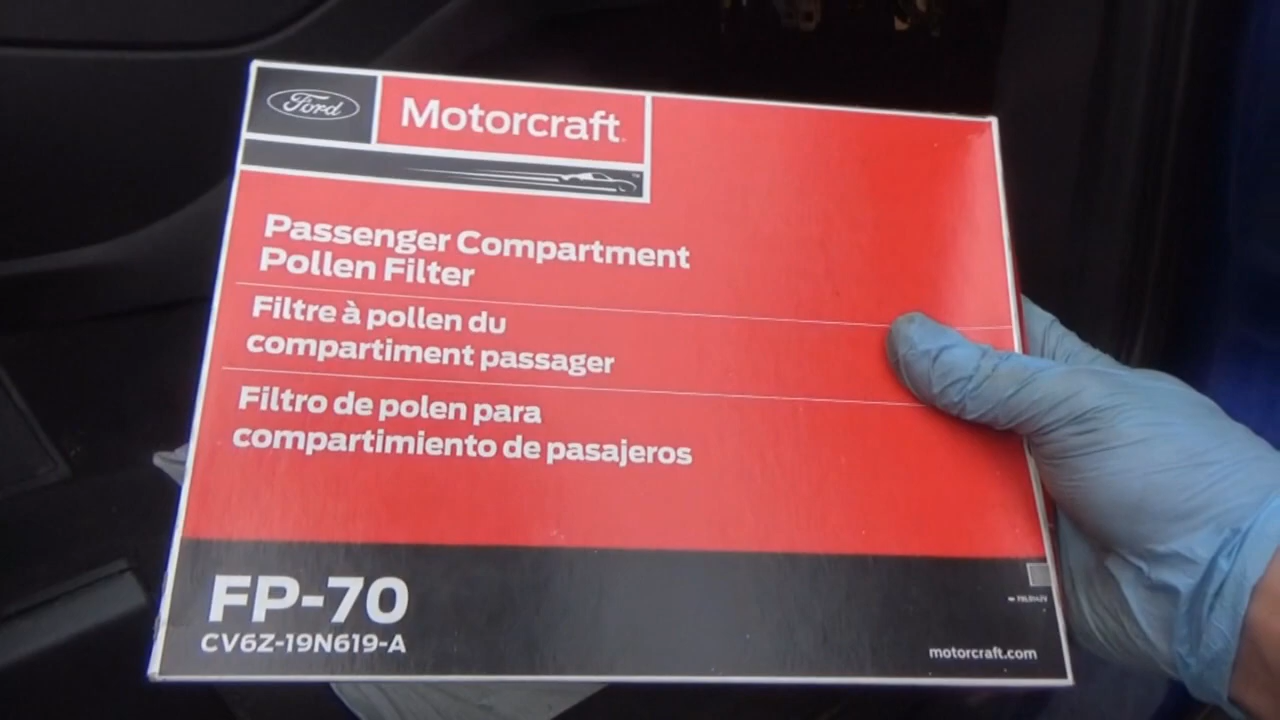 Ford
Motorcraft
Passenger Compartment
Pollen Filter
Filtre à pollen du
compartiment passager
Filtro de polen para
compartimiento de pasajeros
FP-70
CV6Z-19N619-A
motorcraft.com